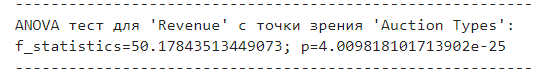 ANOVA тест для 'Revenue' с точки зрения 'Auction Types':
f_statistics=50.17843513449073; p=4.009818101713902e-25